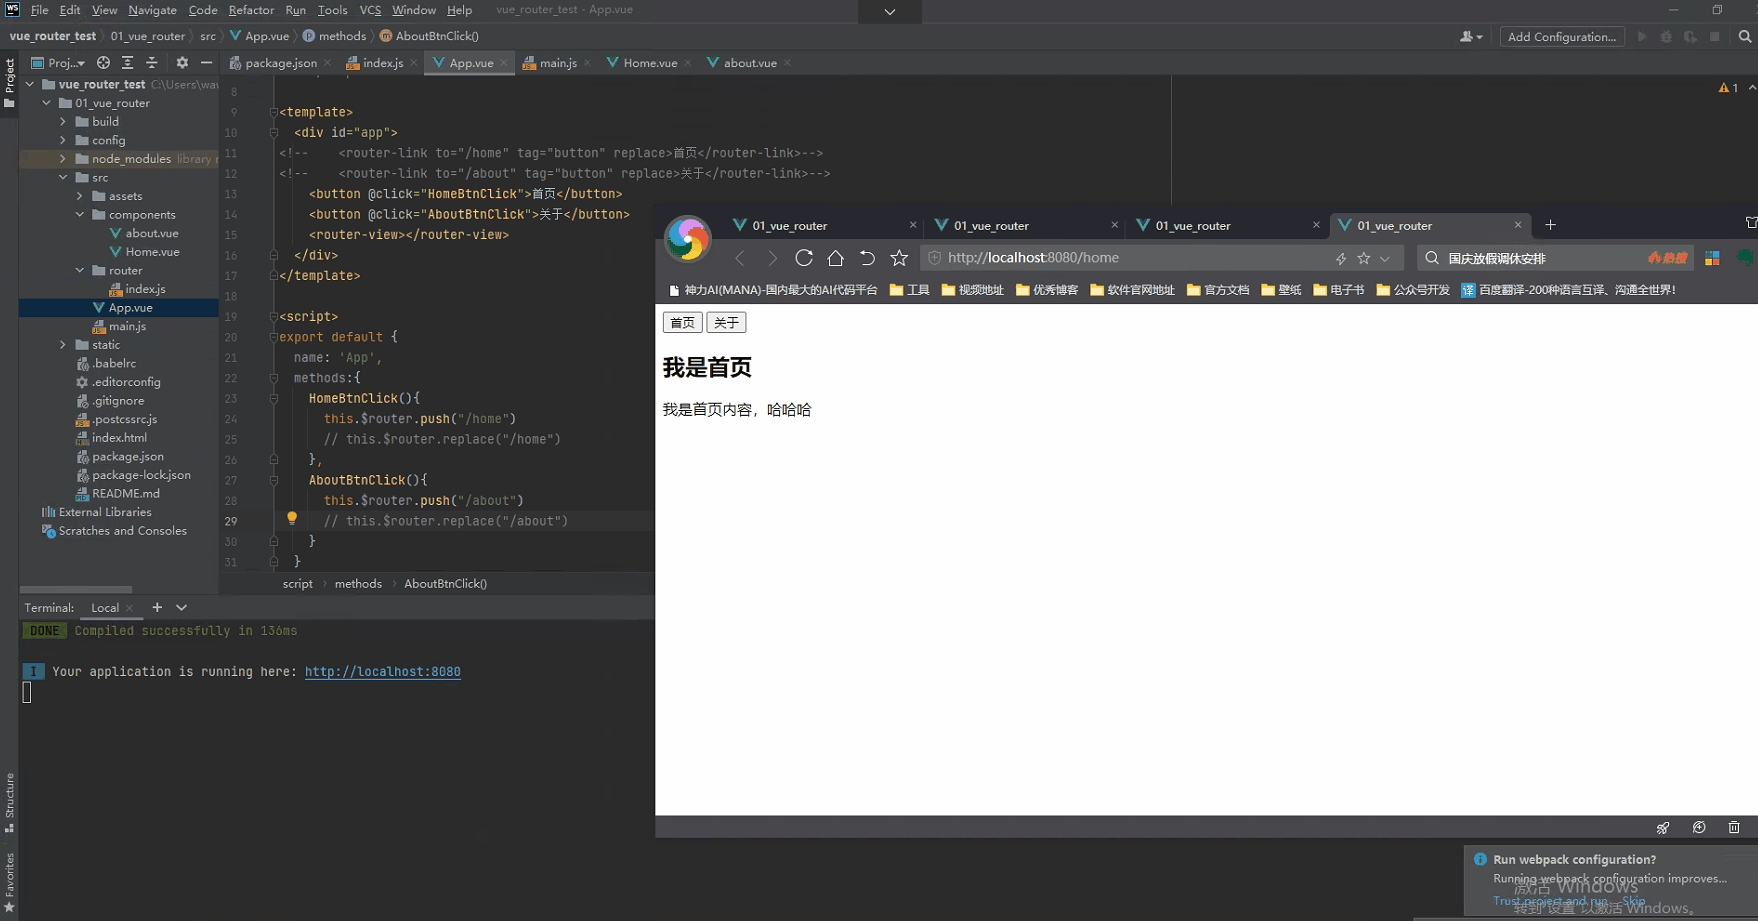 WS File Edit View Navigate Code Refactor Run Tools VCS Window Help vue_router_test - App.vue
vue_router_test 01_vue_router src App.vue methods AboutBtnClick() Add Configuration...
Project
Proj... package.json index.js App.vue main.js Home.vue about.vue
vue_router_test C:\Users\wa
01_vue_router
build
config
node_modules library r
src
assets
components
about.vue
Home.vue
router
index.js
App.vue
main.js
static
.babelrc
.editorconfig
.gitignore
.postcssrc.js
index.html
package.json
package-lock.json
README.md
External Libraries
Scratches and Consoles
1
8
9 <template>
10 <div id="app">
11 <!-- <router-link to="/home" tag="button" replace>首页</router-link>-->
12 <!-- <router-link to="/about" tag="button" replace>关于</router-link>-->
13 <button @click="HomeBtnClick">首页</button>
14 <button @click="AboutBtnClick">关于</button>
15 <router-view></router-view>
16 </div>
17 </template>
18
19 <script>
20 export default {
21 name: 'App',
22 methods:{
23 HomeBtnClick(){
24 this.$router.push("/home")
25 // this.$router.replace("/home")
26 },
27 AboutBtnClick(){
28 this.$router.push("/about")
29 // this.$router.replace("/about")
30 }
31 }
script methods AboutBtnClick()
01_vue_router 01_vue_router 01_vue_router 01_vue_router
http://localhost:8080/home 国庆放假调休安排 热搜
神力AI(MANA)-国内最大的AI代码平台 工具 视频地址 优秀博客 软件官网地址 官方文档 壁纸 电子书 公众号开发 译 百度翻译-200种语言互译、沟通全世界!
首页 关于
我是首页
我是首页内容，哈哈哈
Terminal: Local
DONE Compiled successfully in 136ms
I Your application is running here: http://localhost:8080
Structure
Favorites
Run webpack configuration?
Running webpack configuration improves...
Trust project and run Skip
激活 Windows
转到"设置"以激活 Windows。